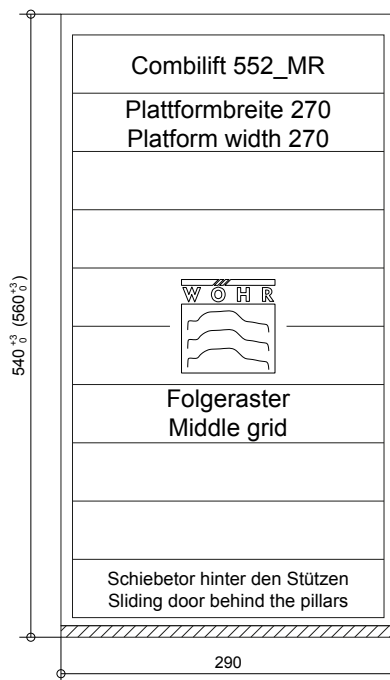 Combilift 552_MR
Plattformbreite 270
Platform width 270
540 +3 0 (560 +3 0)
WÖHR
Folgeraster
Middle grid
Schiebetor hinter den Stützen
Sliding door behind the pillars
290